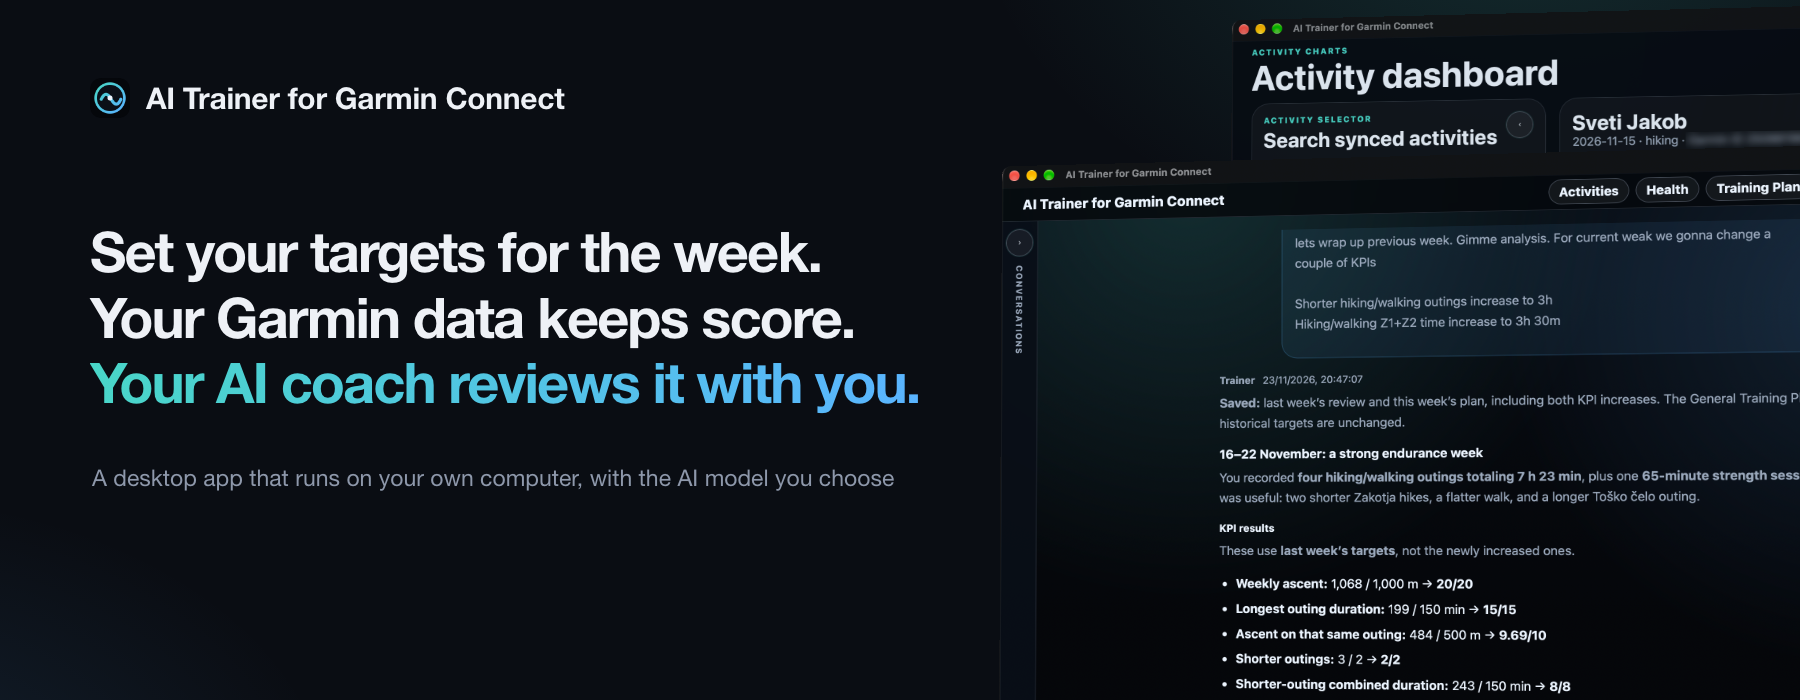 AI Trainer for Garmin Connect
Set your targets for the week.
Your Garmin data keeps score.
Your AI coach reviews it with you.
A desktop app that runs on your own computer, with the AI model you choose
AI Trainer for Garmin Connect
ACTIVITY CHARTS
Activity dashboard
ACTIVITY SELECTOR
Search synced activities
Sveti Jakob
2026-11-15 · hiking ·
AI Trainer for Garmin Connect
AI Trainer for Garmin Connect
Activities
Health
Training Plan
CONVERSATIONS
lets wrap up previous week. Gimme analysis. For current weak we gonna change a
couple of KPIs
Shorter hiking/walking outings increase to 3h
Hiking/walking Z1+Z2 time increase to 3h 30m
Trainer 23/11/2026, 20:47:07
Saved: last week's review and this week's plan, including both KPI increases. The General Training P
historical targets are unchanged.
16–22 November: a strong endurance week
You recorded four hiking/walking outings totaling 7 h 23 min, plus one 65-minute strength sess
was useful: two shorter Zakotja hikes, a flatter walk, and a longer Toško čelo outing.
KPI results
These use last week's targets, not the newly increased ones.
• Weekly ascent: 1,068 / 1,000 m → 20/20
• Longest outing duration: 199 / 150 min → 15/15
• Ascent on that same outing: 484 / 500 m → 9.69/10
• Shorter outings: 3 / 2 → 2/2
• Shorter-outing combined duration: 243 / 150 min → 8/8